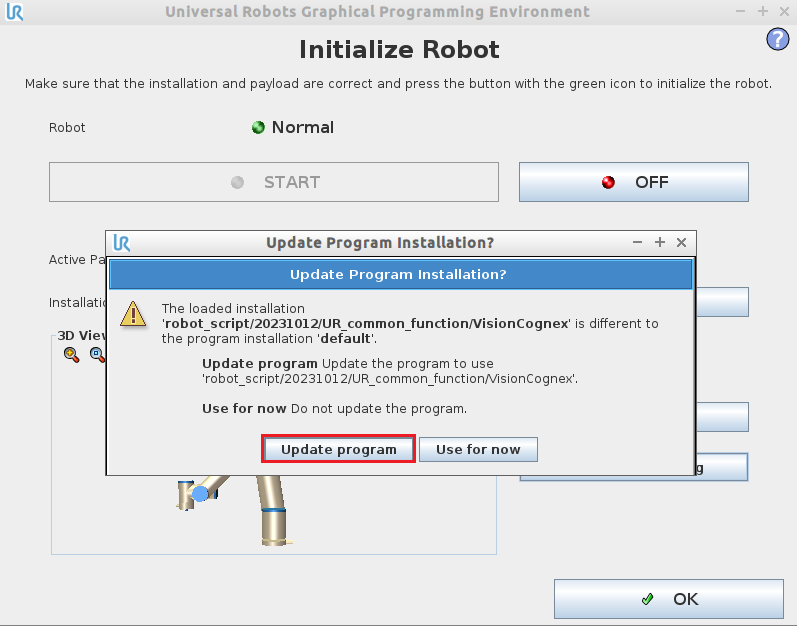 UR
Universal Robots Graphical Programming Environment
Initialize Robot
?
Make sure that the installation and payload are correct and press the button with the green icon to initialize the robot.
Robot
Normal
START
OFF
Active Pa
Installatio
3D View
UR
Update Program Installation?
Update Program Installation?
The loaded installation
'robot_script/20231012/UR_common_function/VisionCognex' is different to
the program installation 'default'.
Update program Update the program to use
'robot_script/20231012/UR_common_function/VisionCognex'.
Use for now Do not update the program.
Update program
Use for now
g
OK